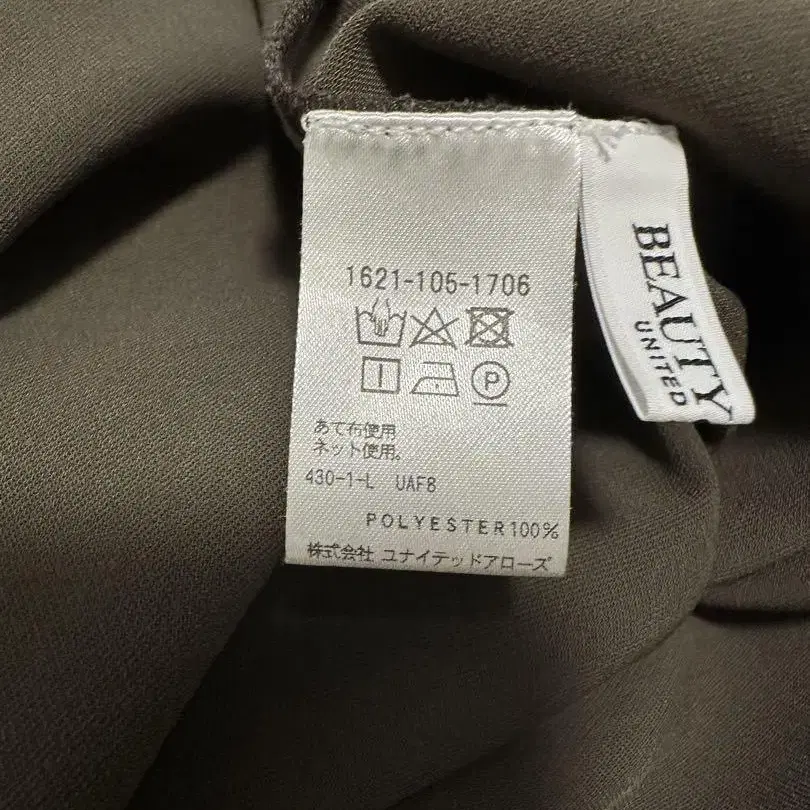 1621-105-1706
P
あて布使用
ネット使用。
430-1-L UAF8
POLYESTER100%
株式会社 ユナイテッドアローズ
BEAUTY
UNITED